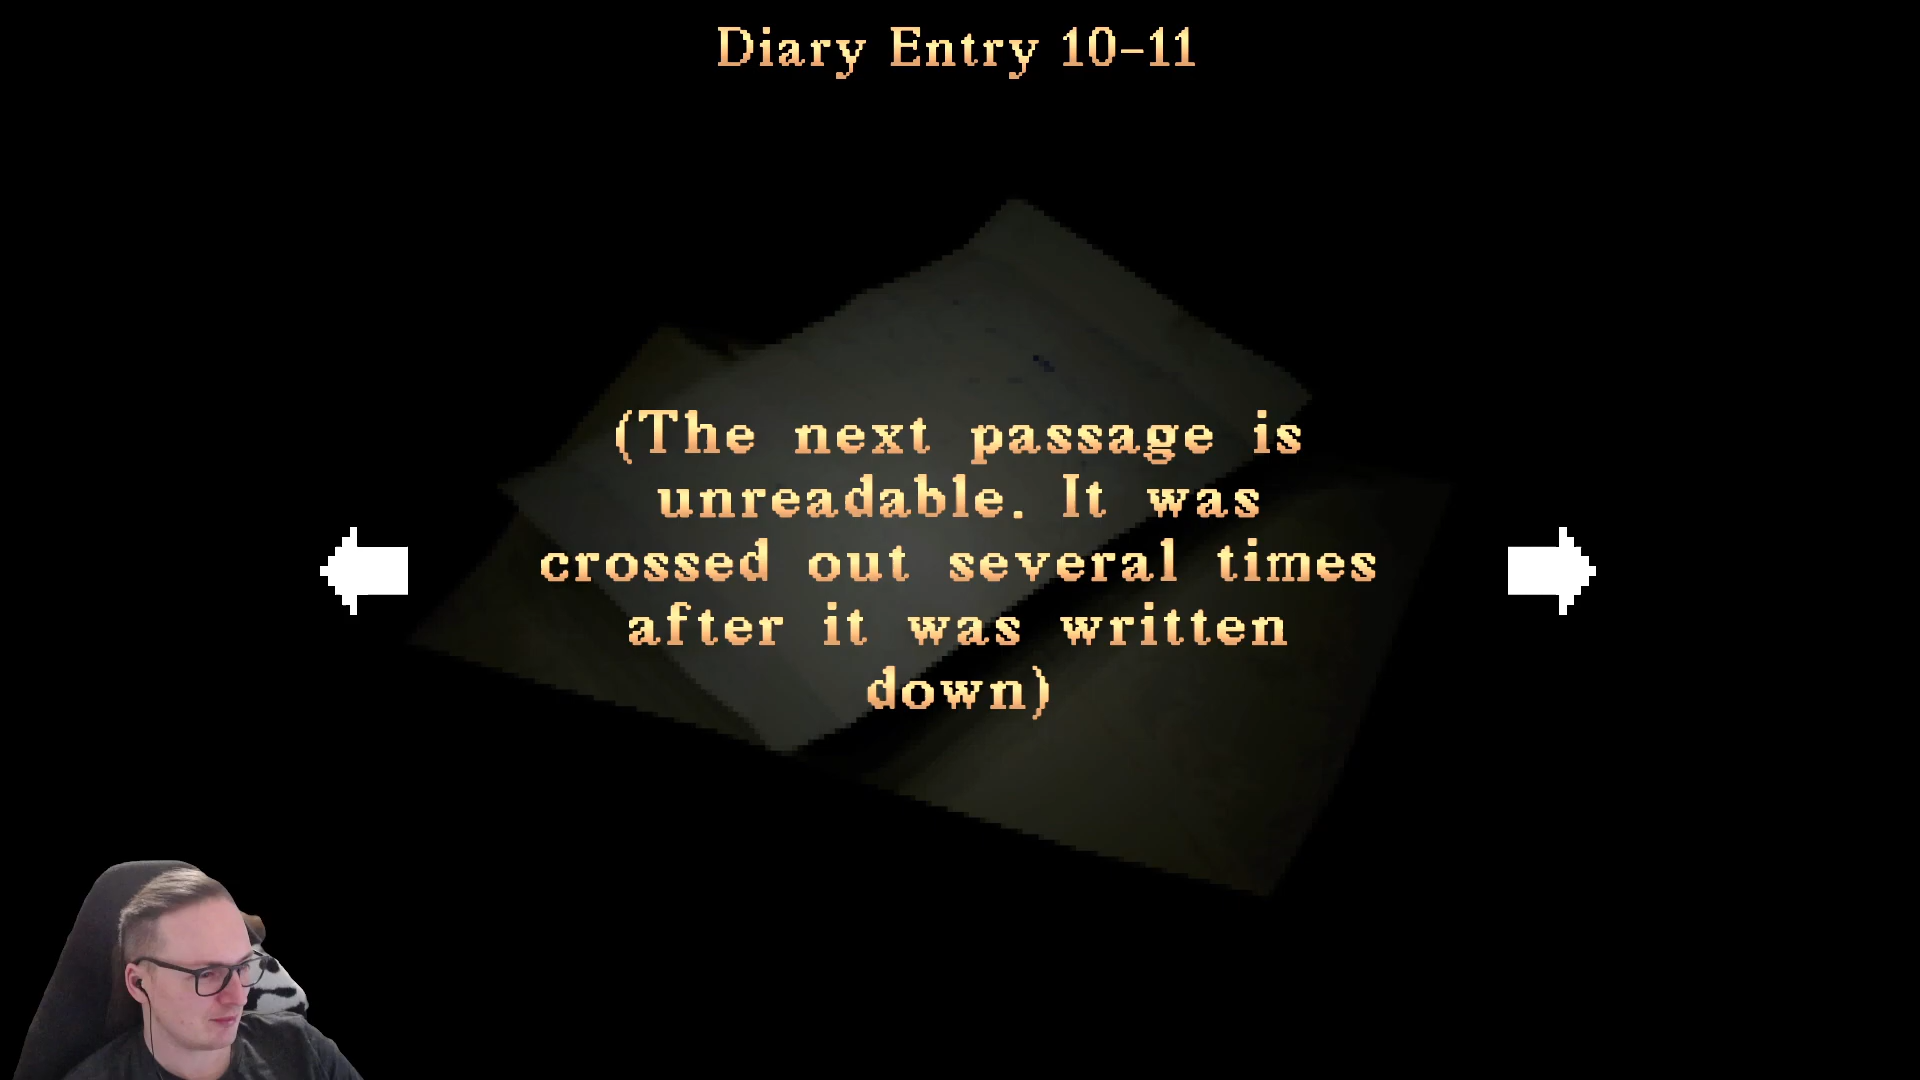 Diary Entry 10-11
(The next passage is
unreadable. It was
crossed out several times
after it was written
down)